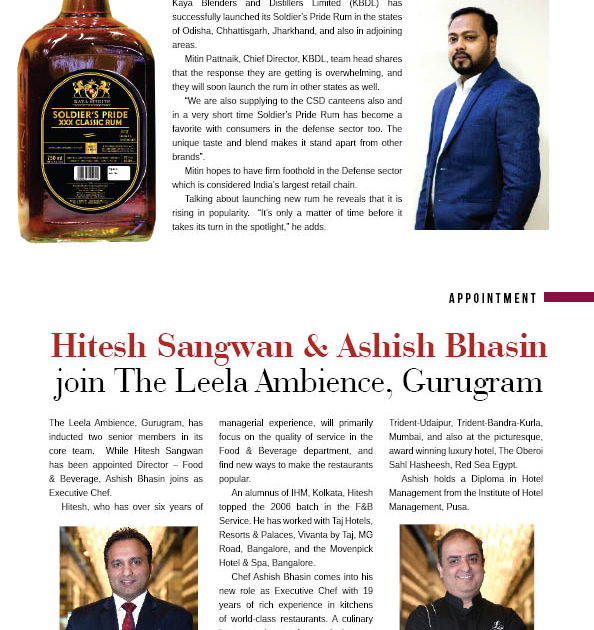 Kaya Blenders and Distillers Limited (KBDL) has
successfully launched its Soldier's Pride Rum in the states
of Odisha, Chhattisgarh, Jharkhand, and also in adjoining
areas.
Mitin Pattnaik, Chief Director, KBDL, team head shares
that the response they are getting is overwhelming, and
they will soon launch the rum in other states as well.
"We are also supplying to the CSD canteens also and
in a very short time Soldier's Pride Rum has become a
favorite with consumers in the defense sector too. The
unique taste and blend makes it stand apart from other
brands".
Mitin hopes to have firm foothold in the Defense sector
which is considered India's largest retail chain.
Talking about launching new rum he reveals that it is
rising in popularity. "It's only a matter of time before it
takes its turn in the spotlight," he adds.
KAYA SPIRITS
SOLDIER'S PRIDE
XXX CLASSIC RUM
750 ml
APPOINTMENT
Hitesh Sangwan & Ashish Bhasin
join The Leela Ambience, Gurugram
The Leela Ambience, Gurugram, has
inducted two senior members in its
core team. While Hitesh Sangwan
has been appointed Director – Food
& Beverage, Ashish Bhasin joins as
Executive Chef.
Hitesh, who has over six years of
managerial experience, will primarily
focus on the quality of service in the
Food & Beverage department, and
find new ways to make the restaurants
popular.
An alumnus of IHM, Kolkata, Hitesh
topped the 2006 batch in the F&B
Service. He has worked with Taj Hotels,
Resorts & Palaces, Vivanta by Taj, MG
Road, Bangalore, and the Movenpick
Hotel & Spa, Bangalore.
Chef Ashish Bhasin comes into his
new role as Executive Chef with 19
years of rich experience in kitchens
of world-class restaurants. A culinary
Trident-Udaipur, Trident-Bandra-Kurla,
Mumbai, and also at the picturesque,
award winning luxury hotel, The Oberoi
Sahl Hasheesh, Red Sea Egypt.
Ashish holds a Diploma in Hotel
Management from the Institute of Hotel
Management, Pusa.